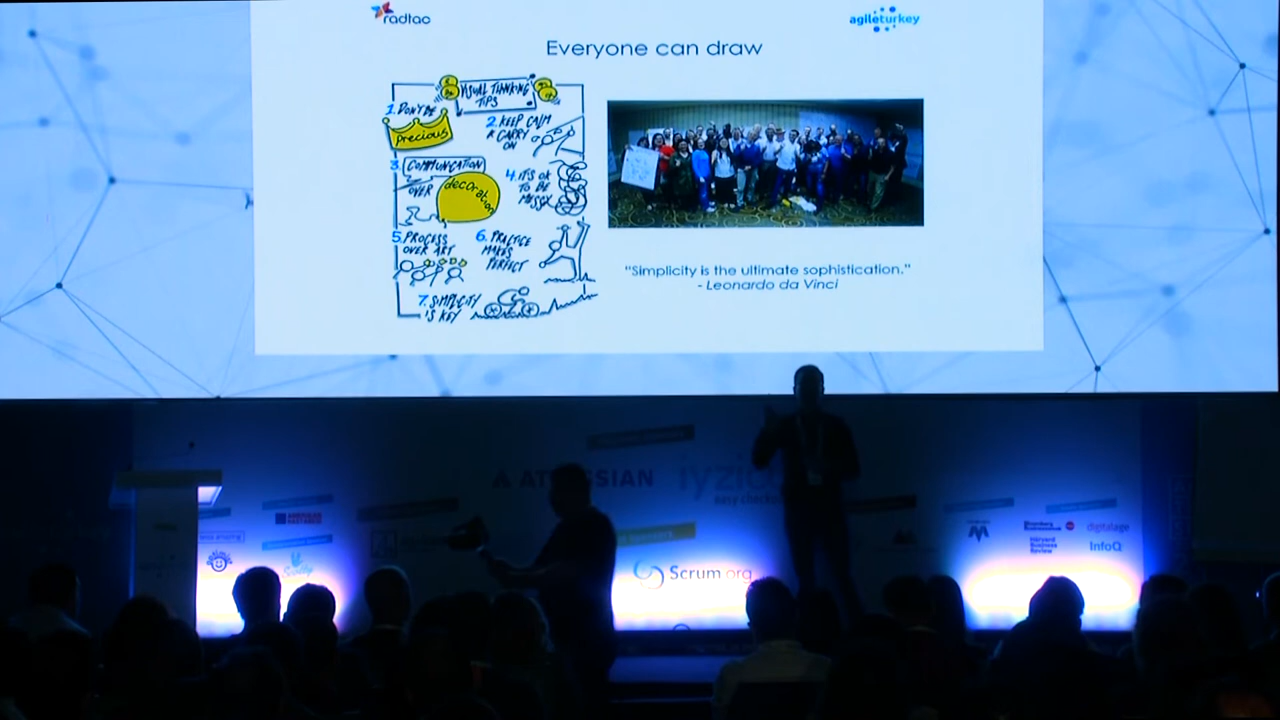 radtac
agileturkey
Everyone can draw
VISUAL THINKING
TIPS
1. DON'T BE
precious
2. KEEP CALM
& CARRY
ON
3.
COMMUNICATION
OVER
decoration
4. IT'S OK
TO BE
MESSY
5. PROCESS
OVER ART
6. PRACTICE
MAKES
PERFECT
7. SIMPLICITY
IS KEY
"Simplicity is the ultimate sophistication."
- Leonardo da Vinci
iyzico
Scrum.org
digitalage
Harvard
Business
Review
InfoQ